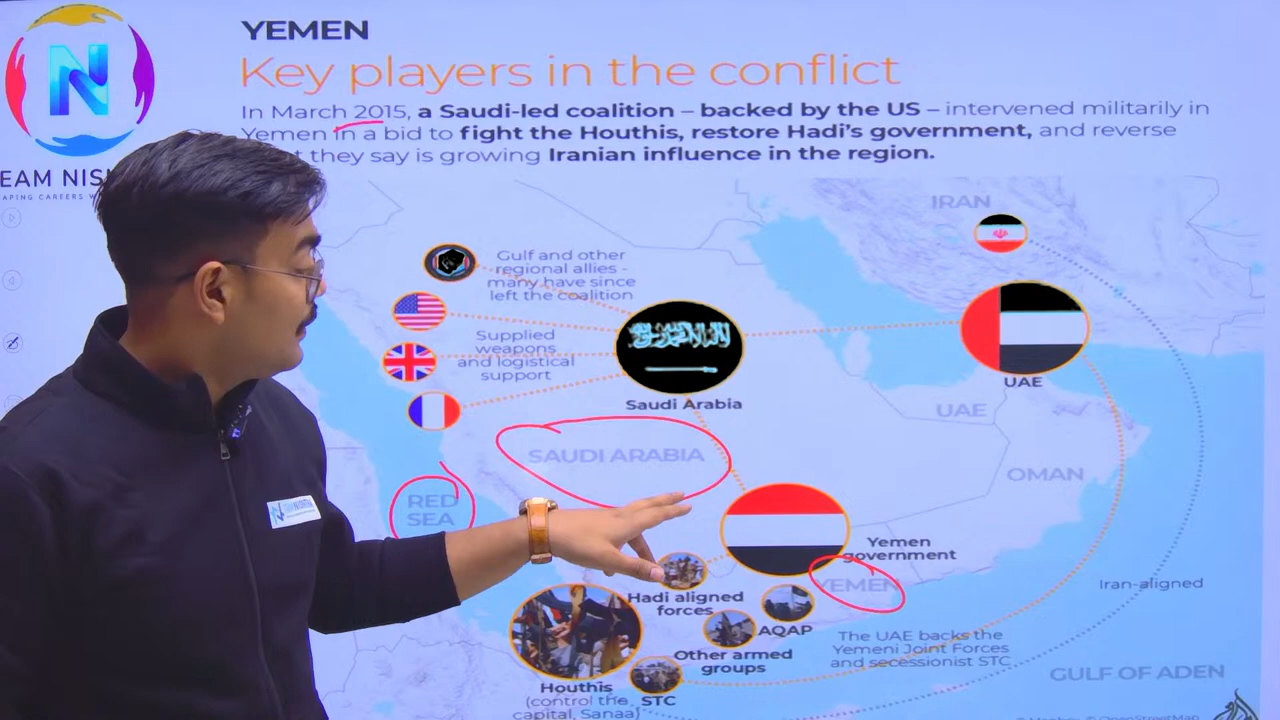 YEMEN
Key players in the conflict
In March 2015, a Saudi-led coalition – backed by the US – intervened militarily in
Yemen in a bid to fight the Houthis, restore Hadi's government, and reverse
they say is growing Iranian influence in the region.
EAM
IRAN
Gulf and other
regional allies -
many have since
left the coalition
Supplied
weapons
and logistical
support
Saudi Arabia
UAE
UAE
SAUDI ARABIA
OMAN
RED
SEA
Yemen
government
YEMEN
Iran-aligned
Hadi aligned
forces
AQAP
Other armed
groups
The UAE backs the
Yemeni Joint Forces
and secessionist STC
GULF OF ADEN
Houthis
(control the
capital, Sanaa)
STC